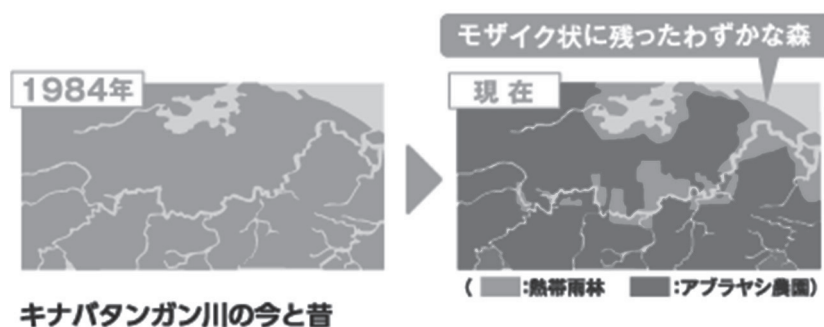 モザイク状に残ったわずかな森
1984年
現在
( :熱帯雨林 :アブラヤシ農園)
キナバタンガン川の今と昔